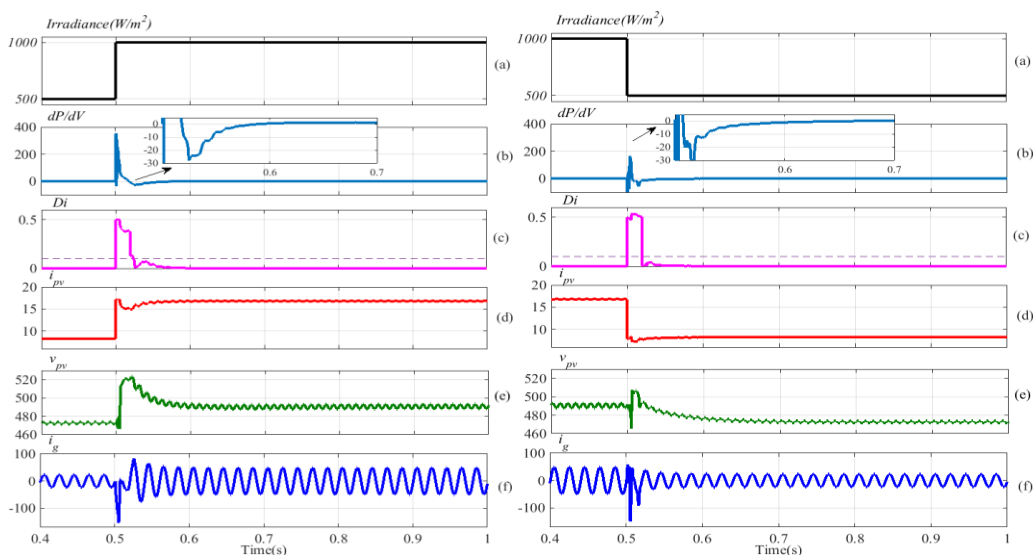 Irradiance(W/m²)
1000
500
(a)
dP/dV
400
200
0
0
-10
-20
-30
0.6
0.7
(b)
Di
0.5
0
(c)
i_pv
20
15
10
(d)
v_pv
520
500
480
460
(e)
i_g
100
0
-100
(f)
0.4 0.5 0.6 0.7 0.8 0.9 1
Time(s)
Irradiance(W/m²)
1000
500
(a)
dP/dV
400
200
0
0
-10
-20
-30
0.6
0.7
(b)
Di
0.5
0
(c)
i_pv
20
15
10
(d)
v_pv
520
500
480
460
(e)
i_g
100
0
-100
(f)
0.4 0.5 0.6 0.7 0.8 0.9 1
Time(s)